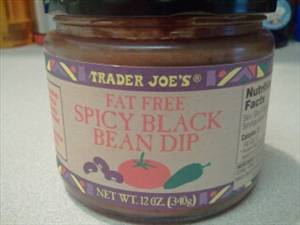 TRADER JOE'S®
FAT FREE
SPICY BLACK
BEAN DIP
NET WT. 12 OZ. (340g)
Nutrition
Facts